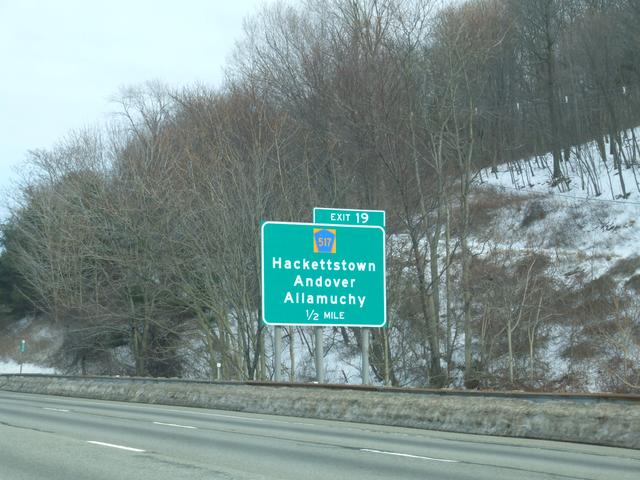 EXIT 19
517
Hackettstown
Andover
Allamuchy
1/2 MILE